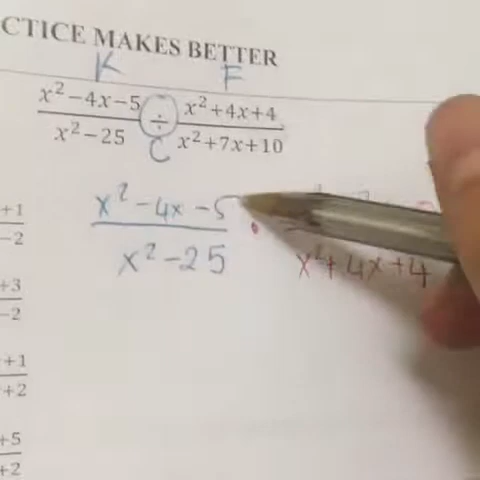 CTICE MAKES BETTER
K F
x²-4x-5 ÷ x²+4x+4
x²-25 x²+7x+10
C
x²-4x-5 .
x²-25 x²+4x+4
+1
-2
+3
-2
+1
+2
+5
+2